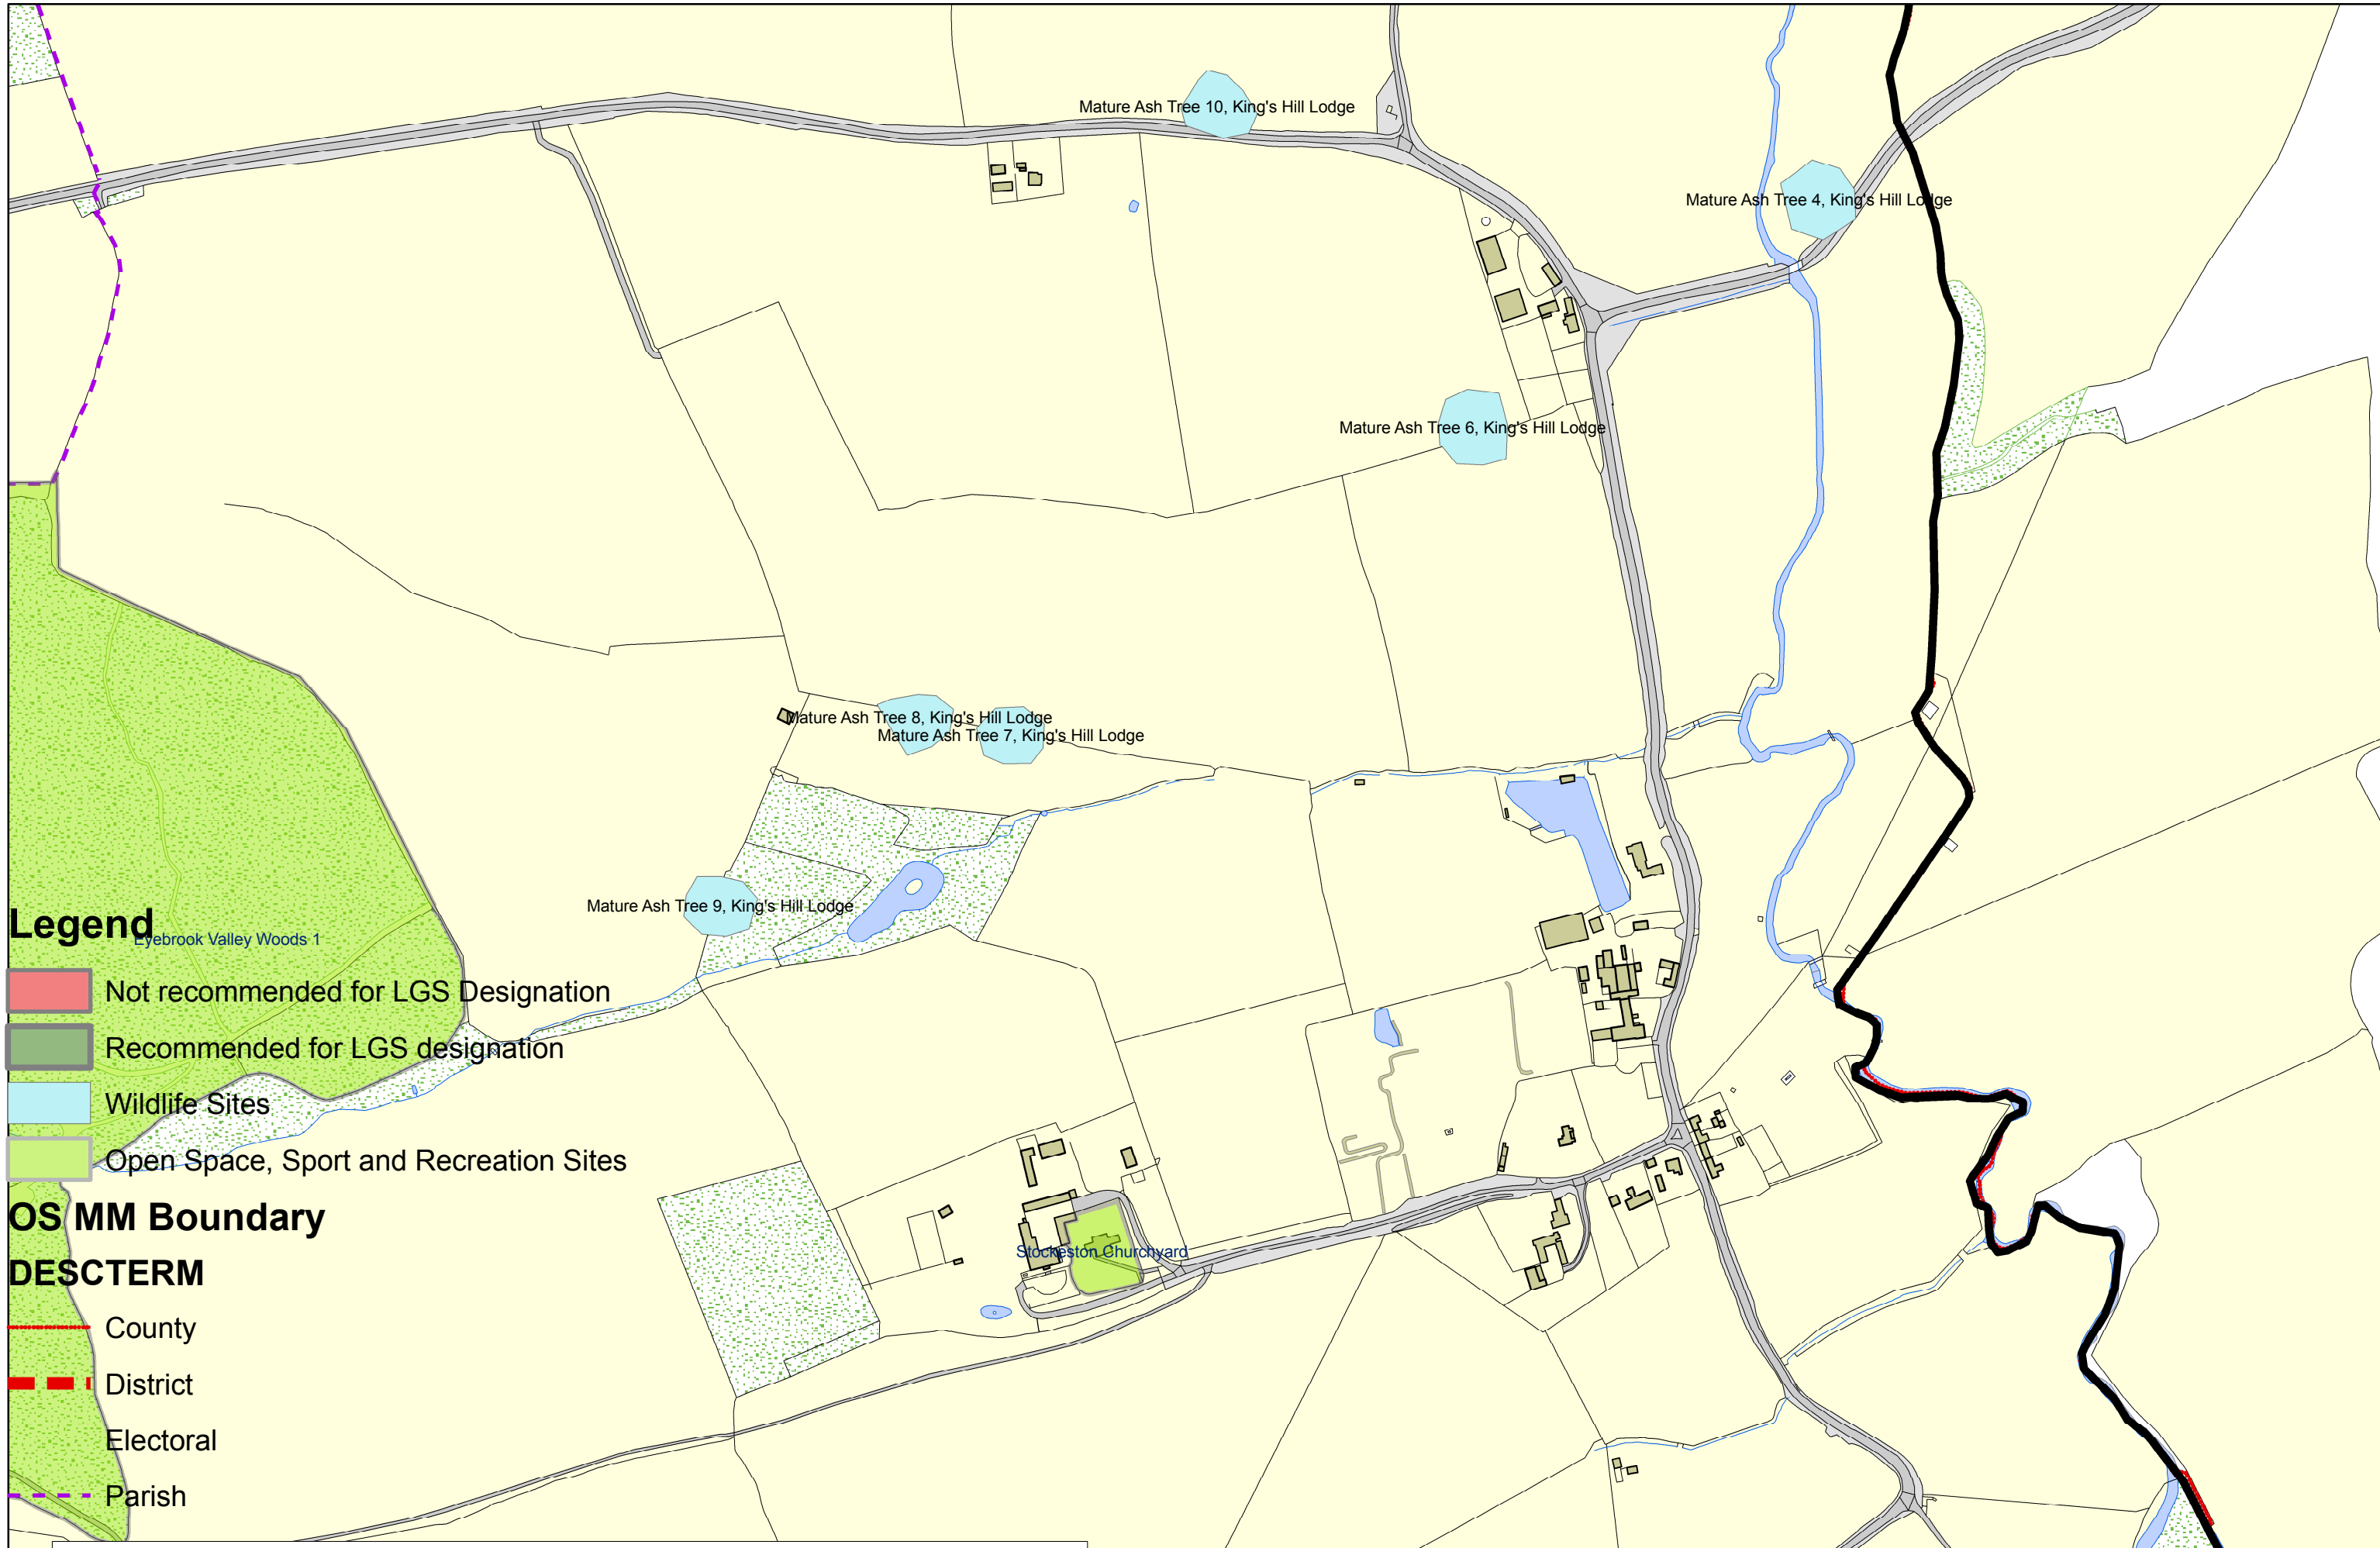 Mature Ash Tree 10, King's Hill Lodge
Mature Ash Tree 4, King's Hill Lodge
Mature Ash Tree 6, King's Hill Lodge
Mature Ash Tree 8, King's Hill Lodge
Mature Ash Tree 7, King's Hill Lodge
Mature Ash Tree 9, King's Hill Lodge
Eyebrook Valley Woods 1
Stockeston Churchyard
Legend
Not recommended for LGS Designation
Recommended for LGS designation
Wildlife Sites
Open Space, Sport and Recreation Sites
OS MM Boundary
DESCTERM
County
District
Electoral
Parish